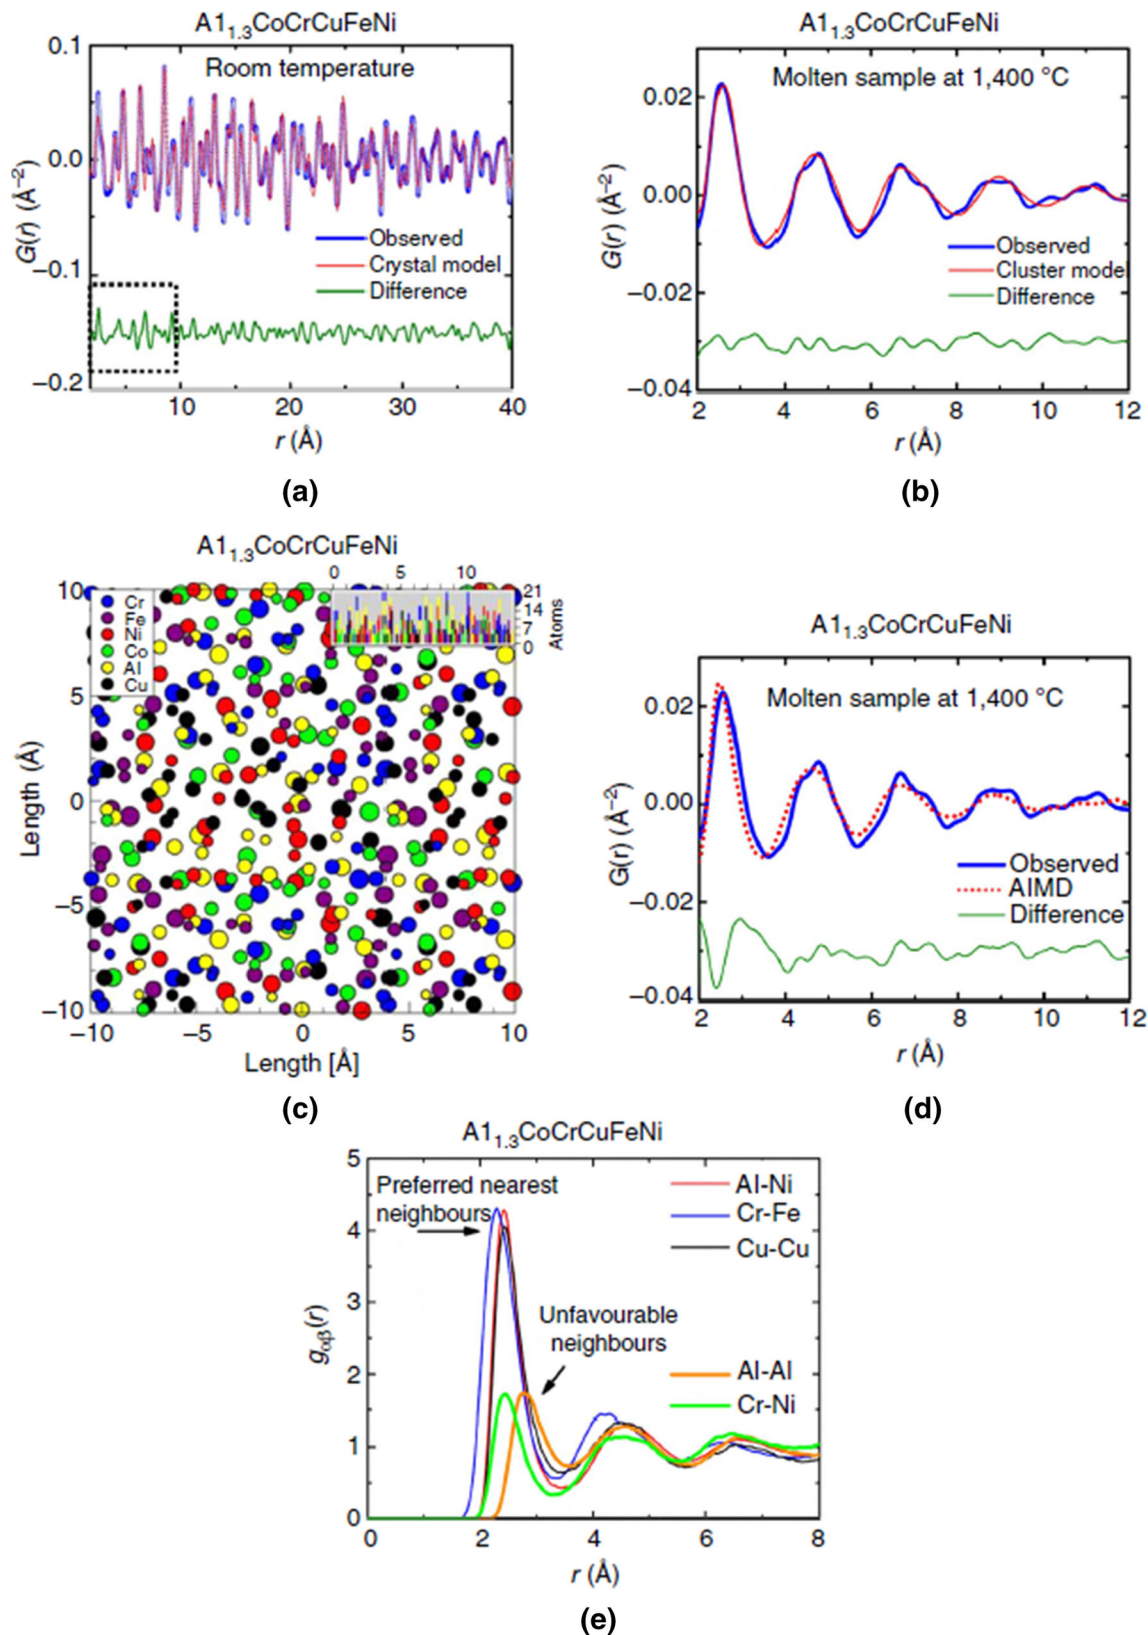 A1₁.₃CoCrCuFeNi
0.1
0.0
−0.1
−0.2
G(r) (Å⁻²)
Room temperature
Observed
Crystal model
Difference
10 20 30 40
r (Å)
(a)
A1₁.₃CoCrCuFeNi
0.02
0.00
−0.02
−0.04
G(r) (Å⁻²)
Molten sample at 1,400 °C
Observed
Cluster model
Difference
2 4 6 8 10 12
r (Å)
(b)
A1₁.₃CoCrCuFeNi
0 5 10
21
14
7
0
Atoms
Cr
Fe
Ni
Co
Al
Cu
10
5
0
−5
−10
Length (Å)
−10 −5 0 5 10
Length [Å]
(c)
A1₁.₃CoCrCuFeNi
0.02
0.00
−0.02
−0.04
G(r) (Å⁻²)
Molten sample at 1,400 °C
Observed
AIMD
Difference
2 4 6 8 10 12
r (Å)
(d)
A1₁.₃CoCrCuFeNi
5
4
3
2
1
0
gαβ(r)
Preferred nearest
neighbours
Al-Ni
Cr-Fe
Cu-Cu
Unfavourable
neighbours
Al-Al
Cr-Ni
0 2 4 6 8
r (Å)
(e)